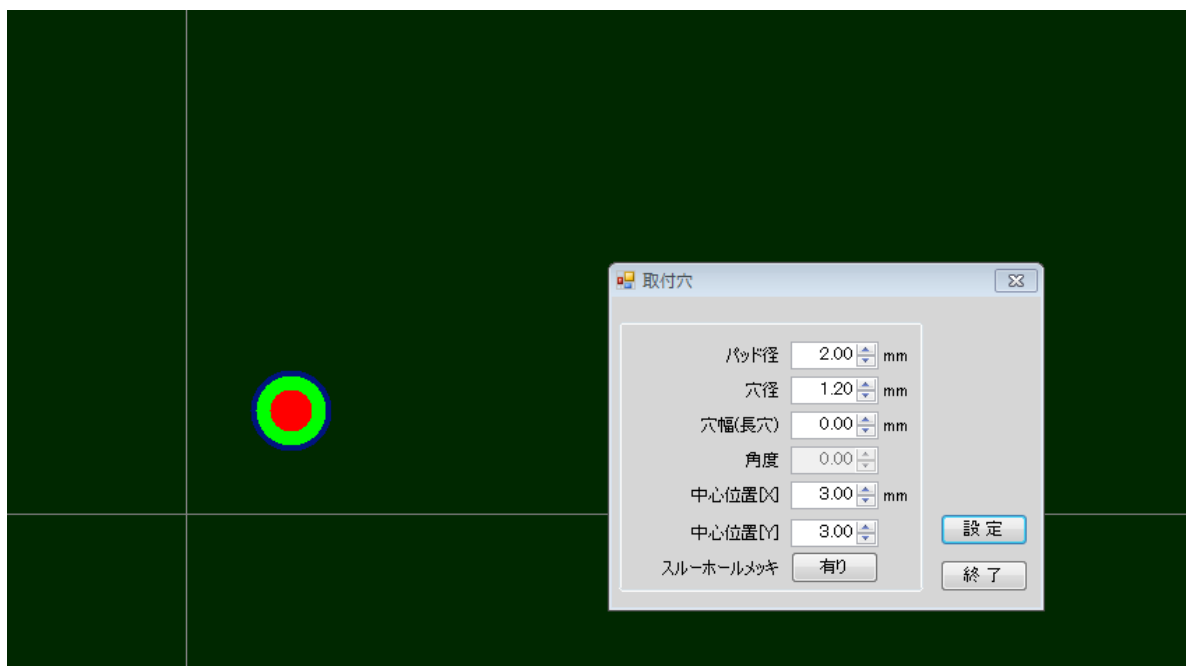 取付穴
パッド径 2.00 mm
穴径 1.20 mm
穴幅(長穴) 0.00 mm
角度 0.00
中心位置[X] 3.00 mm
中心位置[Y] 3.00
設定
スルーホールメッキ 有り
終了